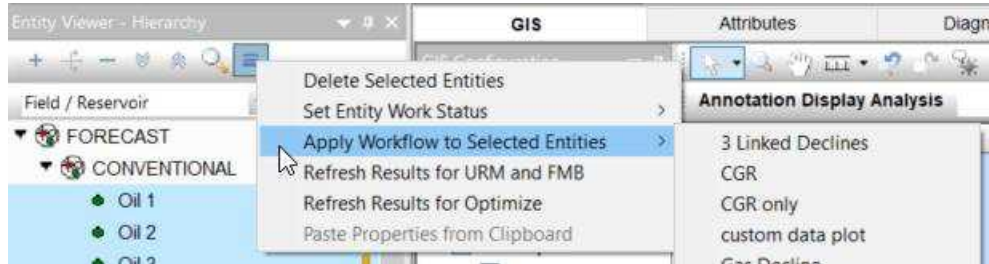 Entity Viewer - Hierarchy
GIS
Attributes
Field / Reservoir
FORECAST
CONVENTIONAL
Oil 1
Oil 2
Delete Selected Entities
Set Entity Work Status
Apply Workflow to Selected Entities
Refresh Results for URM and FMB
Refresh Results for Optimize
Paste Properties from Clipboard
Annotation Display Analysis
3 Linked Declines
CGR
CGR only
custom data plot